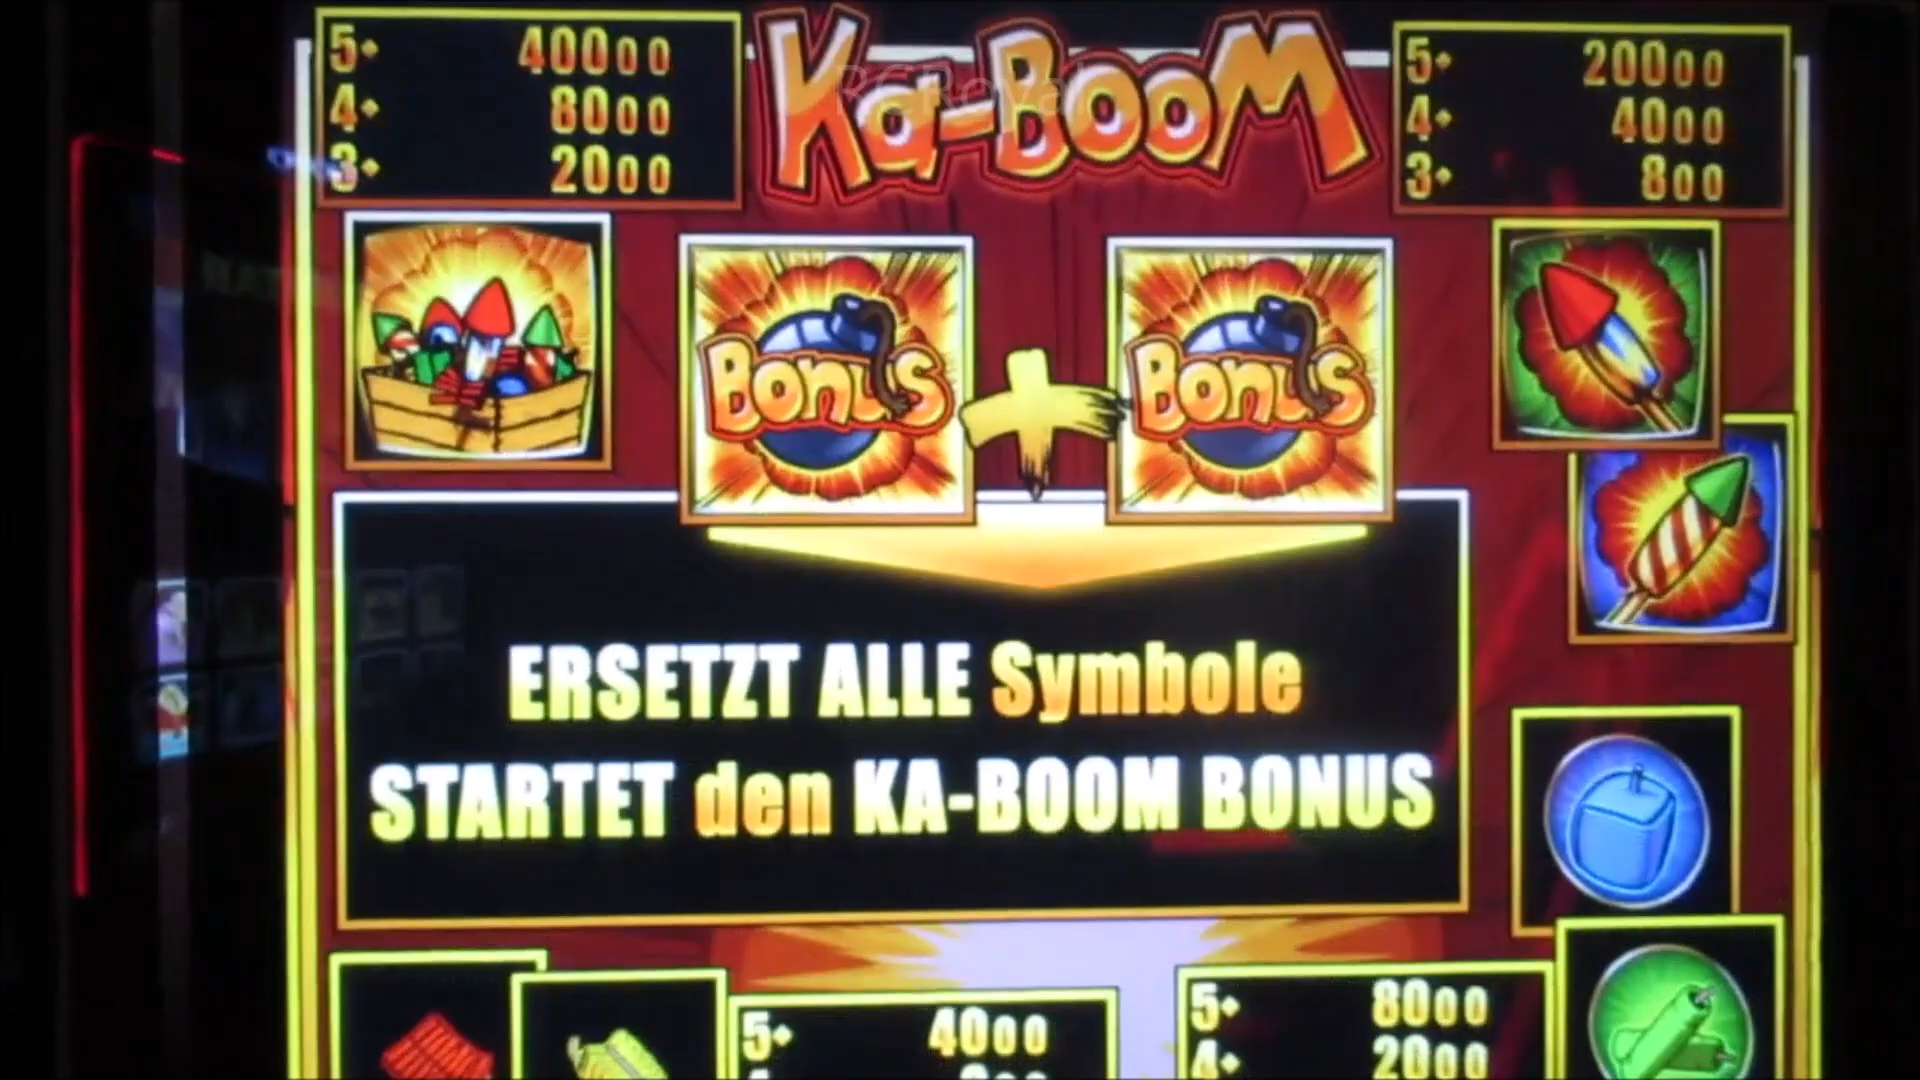 Ka-BooM
RGRoyal
5 40000
4 8000
3 2000
5 20000
4 4000
3 800
Bonus + Bonus
ERSETZT ALLE Symbole
STARTET den KA-BOOM BONUS
5 4000
5 8000
4 2000